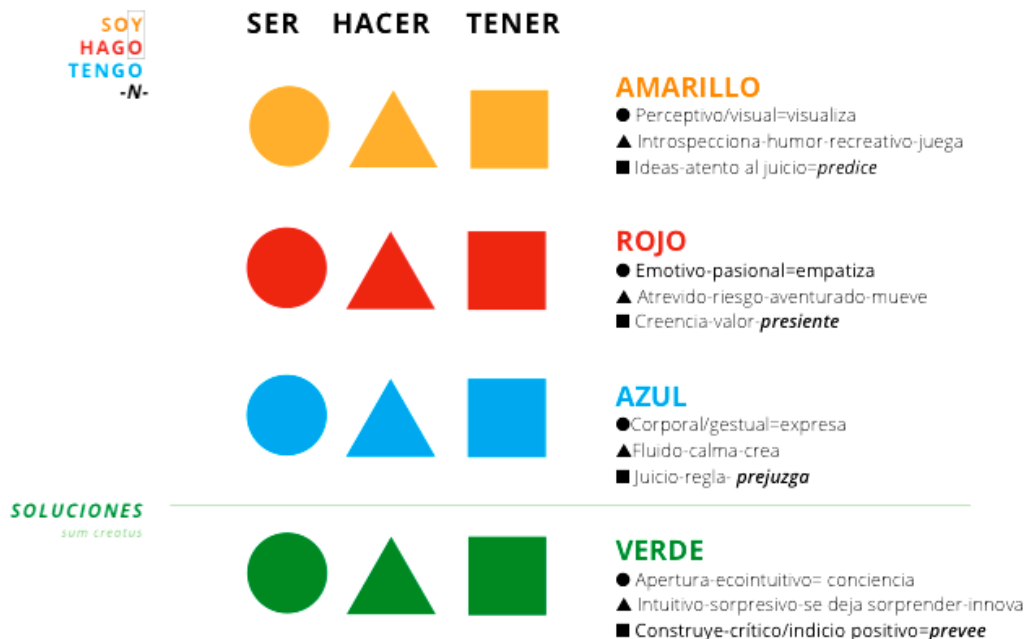 SOY
HAGO
TENGO
-N-
SER HACER TENER
AMARILLO
Perceptivo/visual=visualiza
Introspecciona-humor-recreativo-juega
Ideas-atento al juicio=predice
ROJO
Emotivo-pasional=empatiza
Atrevido-riesgo-aventurado-mueve
Creencia-valor-presiente
AZUL
Corporal/gestual=expresa
Fluido-calma-crea
Juicio-regla- prejuzga
SOLUCIONES
sum creatus
VERDE
Apertura-ecointuitivo= conciencia
Intuitivo-sorpresivo-se deja sorprender-innova
Construye-crítico/indicio positivo=prevee